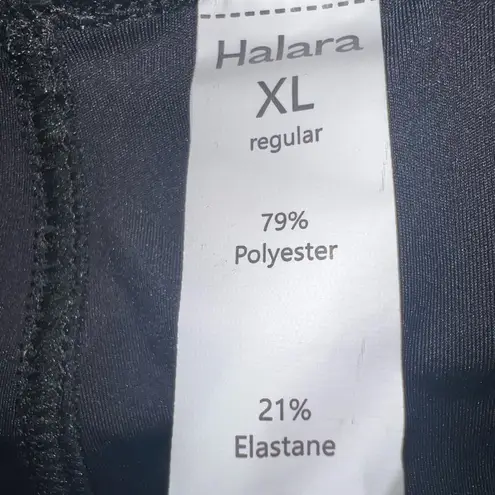 Halara
XL
regular
79%
Polyester
21%
Elastane